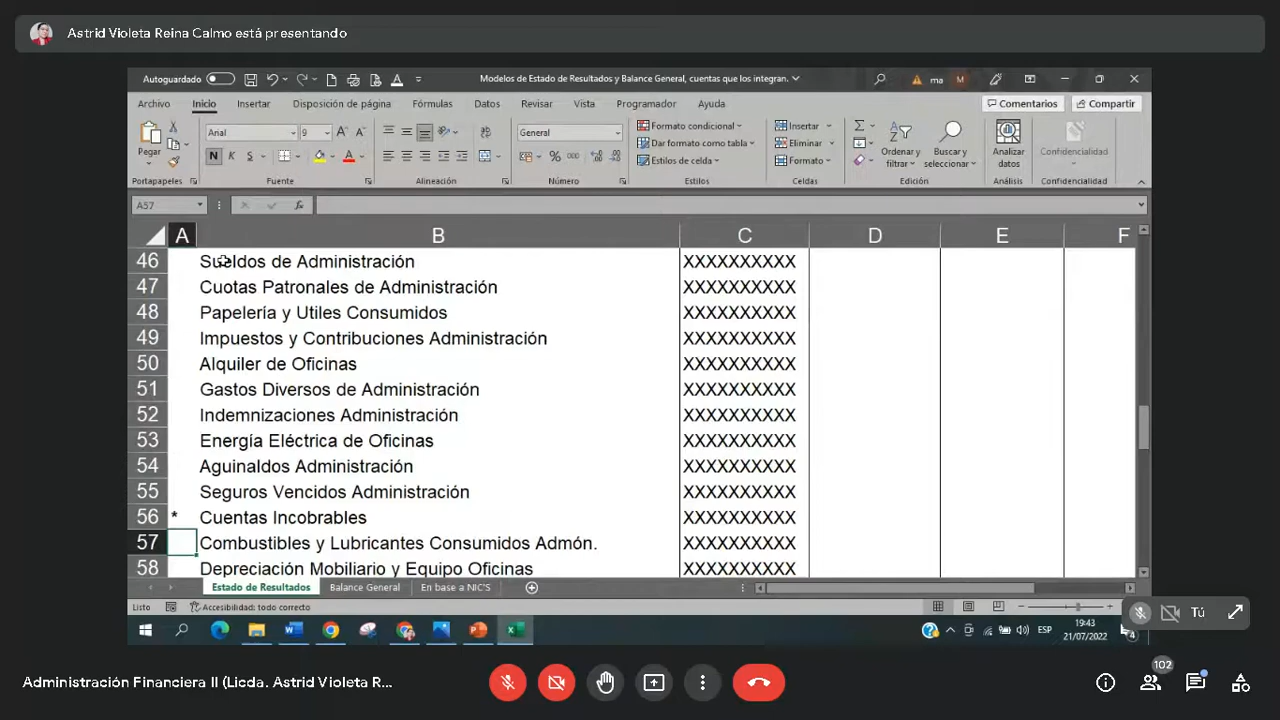 Astrid Violeta Reina Calmo está presentando
Autoguardado
Modelos de Estado de Resultados y Balance General, cuentas que los integran.
ma
M
Archivo Inicio Insertar Disposición de página Fórmulas Datos Revisar Vista Programador Ayuda
Comentarios Compartir
Pegar
Arial 9
N K S
General
Formato condicional
Dar formato como tabla
Estilos de celda
Insertar
Eliminar
Formato
Ordenar y filtrar
Buscar y seleccionar
Analizar datos
Confidencialidad
Portapapeles Fuente Alineación Número Estilos Celdas Edición Análisis Confidencialidad
A57 fx
A B C D E F
46 Sueldos de Administración XXXXXXXXXX
47 Cuotas Patronales de Administración XXXXXXXXXX
48 Papelería y Utiles Consumidos XXXXXXXXXX
49 Impuestos y Contribuciones Administración XXXXXXXXXX
50 Alquiler de Oficinas XXXXXXXXXX
51 Gastos Diversos de Administración XXXXXXXXXX
52 Indemnizaciones Administración XXXXXXXXXX
53 Energía Eléctrica de Oficinas XXXXXXXXXX
54 Aguinaldos Administración XXXXXXXXXX
55 Seguros Vencidos Administración XXXXXXXXXX
56 * Cuentas Incobrables XXXXXXXXXX
57 Combustibles y Lubricantes Consumidos Admón. XXXXXXXXXX
58 Depreciación Mobiliario y Equipo Oficinas XXXXXXXXXX
Estado de Resultados Balance General En base a NIC'S
Listo Accesibilidad: todo correcto
Tú
ESP
19:43
21/07/2022
4
102
Administración Financiera II (Licda. Astrid Violeta R...